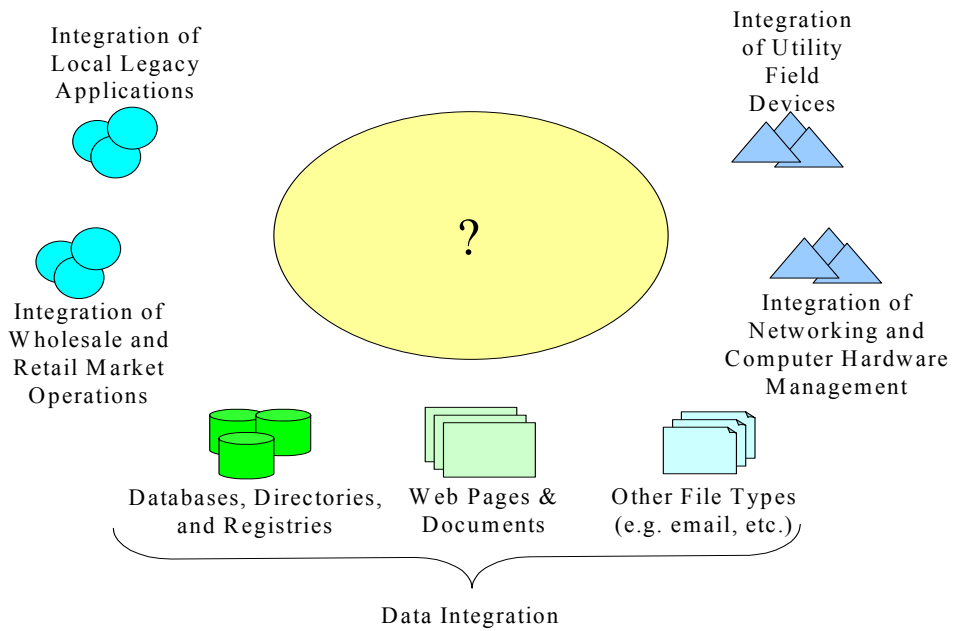 Integration of
Local Legacy
Applications
Integration
of Utility
Field
Devices
?
Integration of
Wholesale and
Retail Market
Operations
Integration of
Networking and
Computer Hardware
Management
Databases, Directories,
and Registries
Web Pages &
Documents
Other File Types
(e.g. email, etc.)
Data Integration